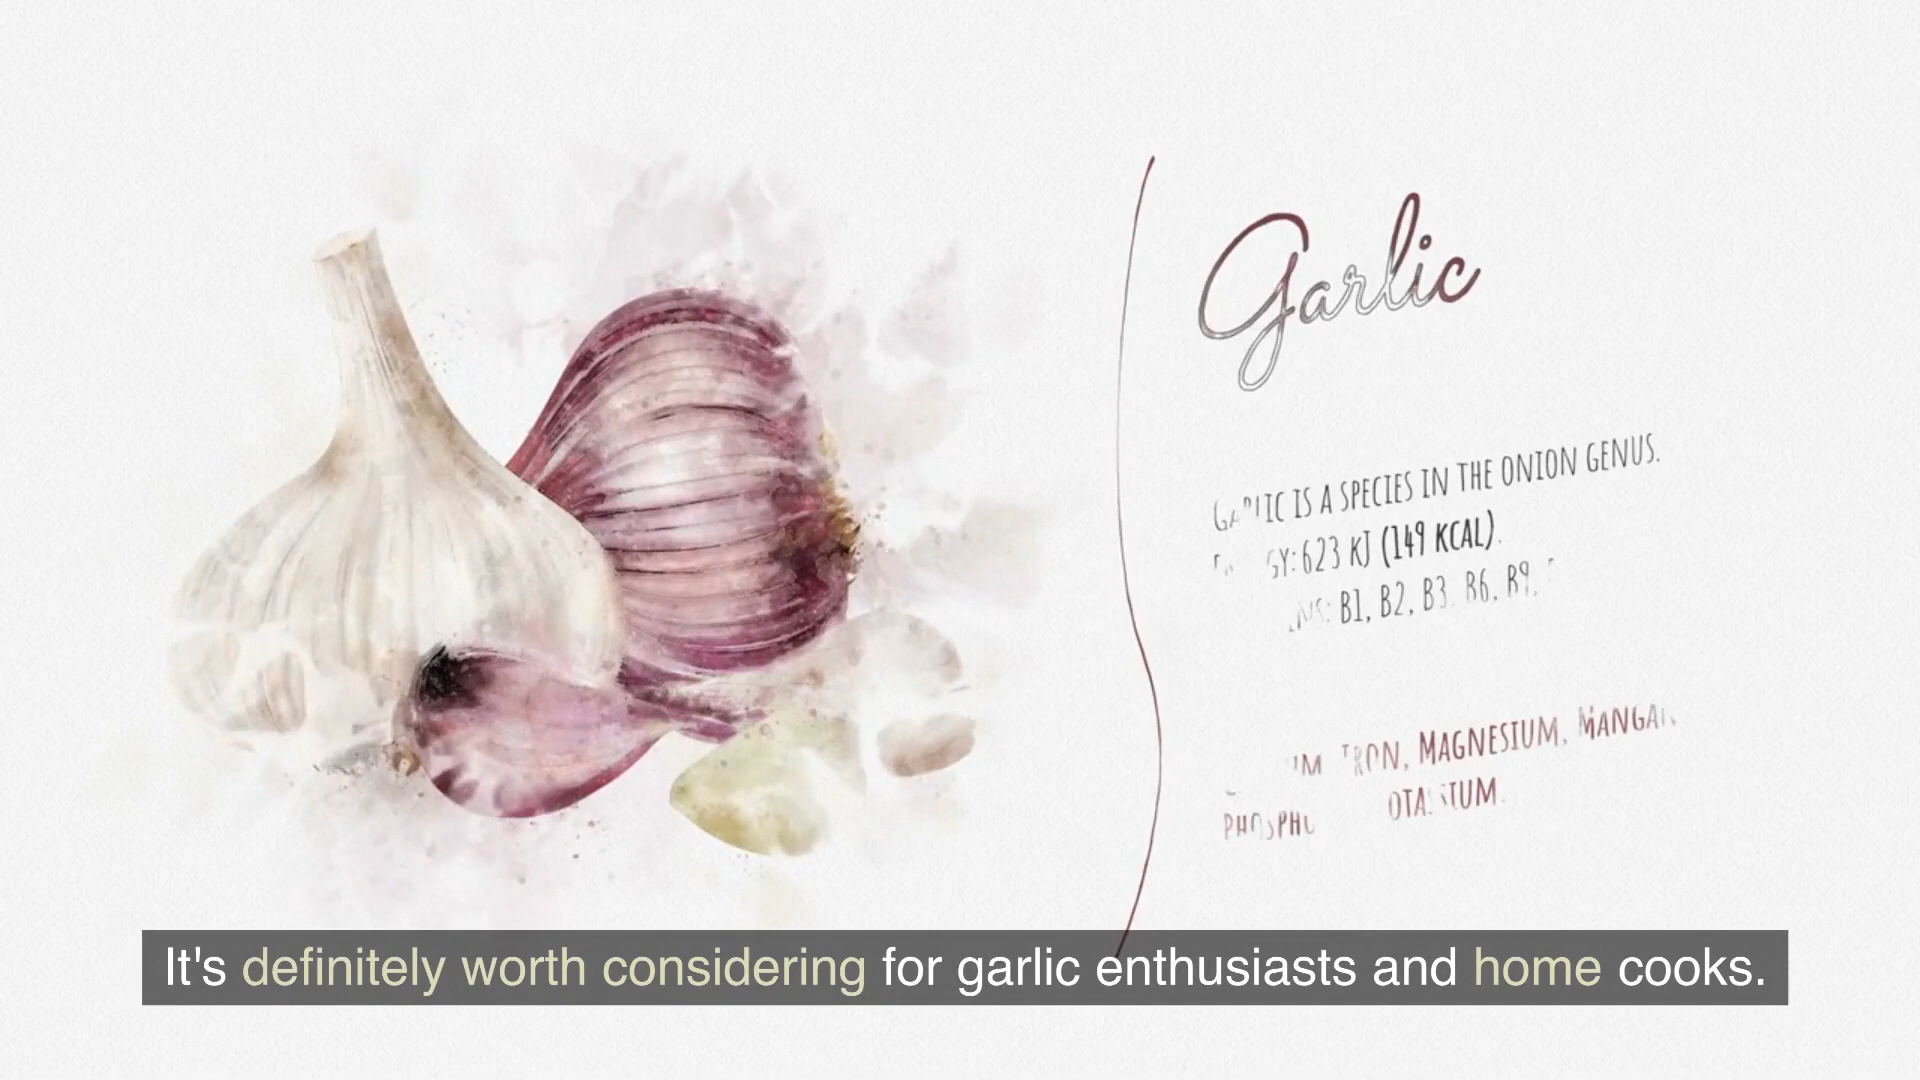 Garlic
GARLIC IS A SPECIES IN THE ONION GENUS.
623 KJ (149 KCAL).
B1, B2, B3, B6, B9,
IRON, MAGNESIUM,
It's definitely worth considering for garlic enthusiasts and home cooks.